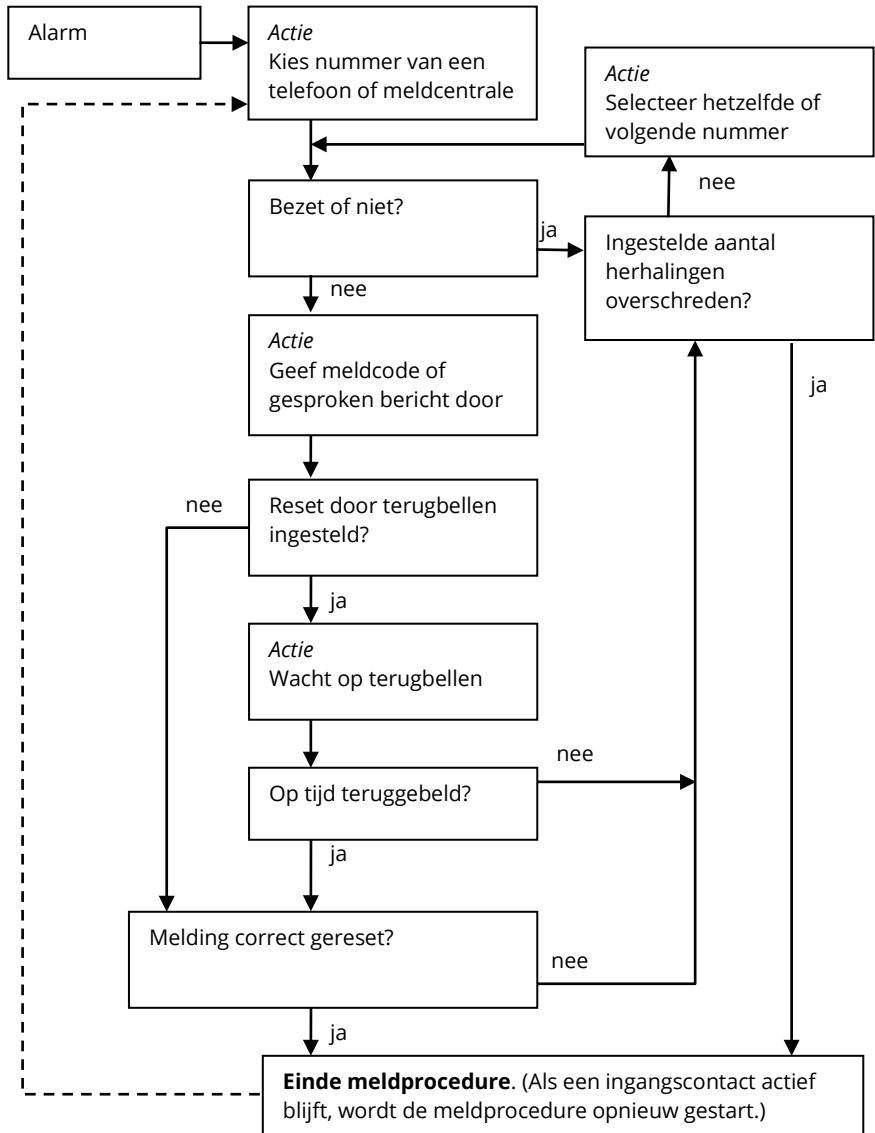 Alarm
Actie
Kies nummer van een
telefoon of meldcentrale
Actie
Selecteer hetzelfde of
volgende nummer
nee
Bezet of niet?
ja
Ingestelde aantal
herhalingen
overschreden?
nee
ja
Actie
Geef meldcode of
gesproken bericht door
nee
Reset door terugbellen
ingesteld?
ja
Actie
Wacht op terugbellen
nee
Op tijd teruggebeld?
ja
Melding correct gereset?
nee
ja
Einde meldprocedure. (Als een ingangscontact actief
blijft, wordt de meldprocedure opnieuw gestart.)